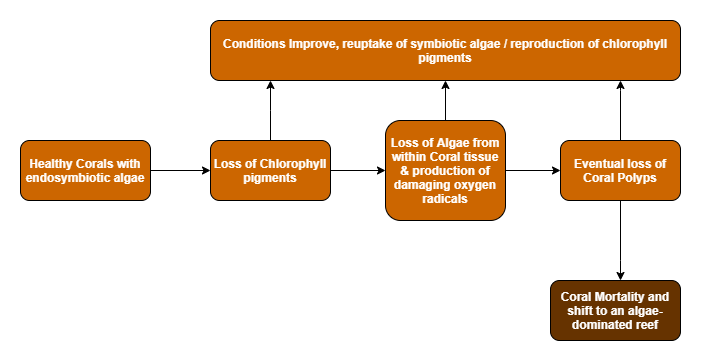 Conditions Improve, reuptake of symbiotic algae / reproduction of chlorophyll
pigments
Healthy Corals with
endosymbiotic algae
Loss of Chlorophyll
pigments
Loss of Algae from
within Coral tissue
& production of
damaging oxygen
radicals
Eventual loss of
Coral Polyps
Coral Mortality and
shift to an algae-
dominated reef